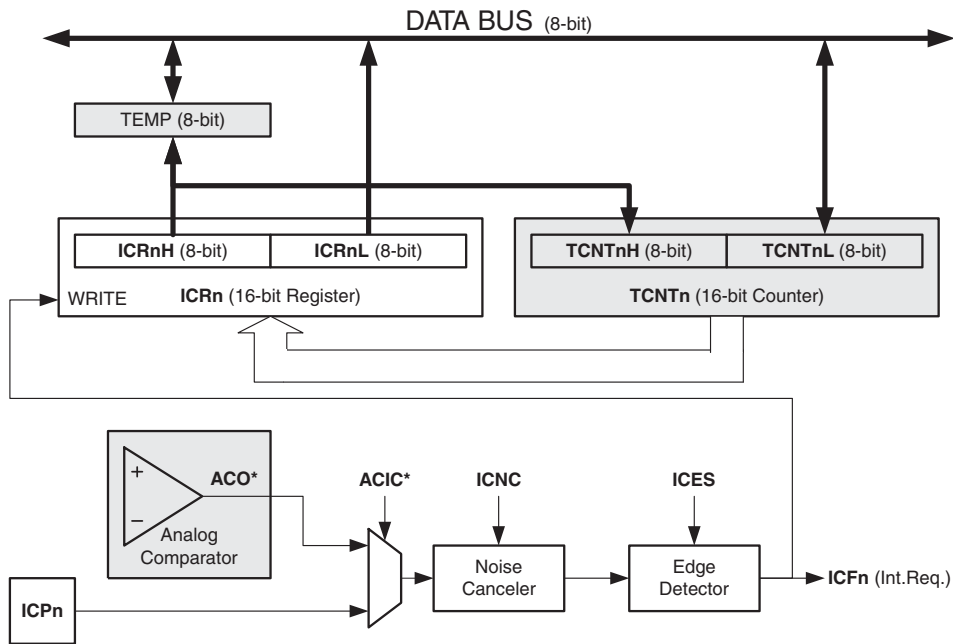 DATA BUS (8-bit)
TEMP (8-bit)
ICRnH (8-bit)
ICRnL (8-bit)
TCNTnH (8-bit)
TCNTnL (8-bit)
WRITE
ICRn (16-bit Register)
TCNTn (16-bit Counter)
+
−
ACO*
Analog
Comparator
ACIC*
ICNC
ICES
Noise
Canceler
Edge
Detector
ICFn (Int.Req.)
ICPn